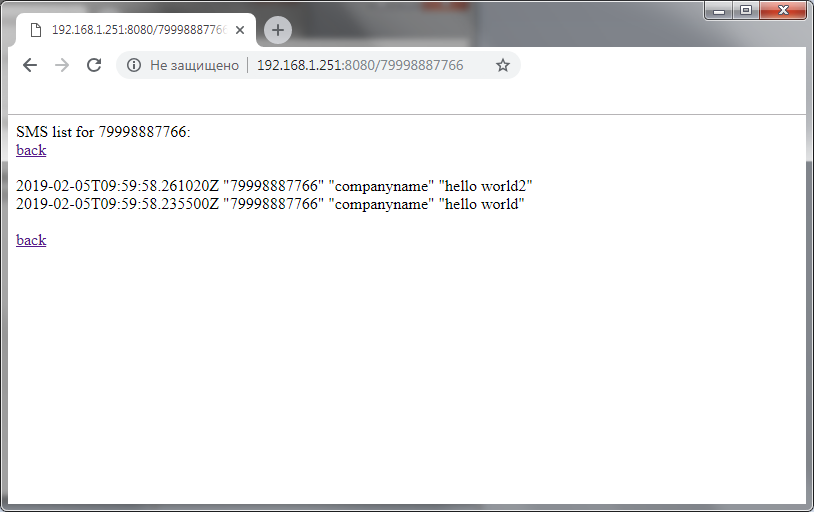 192.168.1.251:8080/79998887766
Не защищено
192.168.1.251:8080/79998887766
SMS list for 79998887766:
back
2019-02-05T09:59:58.261020Z "79998887766" "companyname" "hello world2"
2019-02-05T09:59:58.235500Z "79998887766" "companyname" "hello world"
back